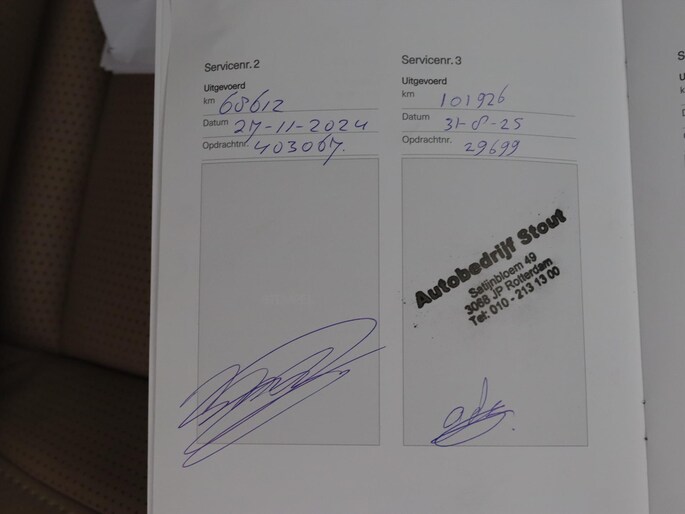 Servicenr. 2
Uitgevoerd
km 68612
Datum 27-11-2024
Opdrachtnr. 403067.
Servicenr. 3
Uitgevoerd
km 101926
Datum 31-8-25
Opdrachtnr. 29699
Autobedrijf Stout
Satijnbloem 49
3068 JP Rotterdam
Tel: 010 - 213 13 00